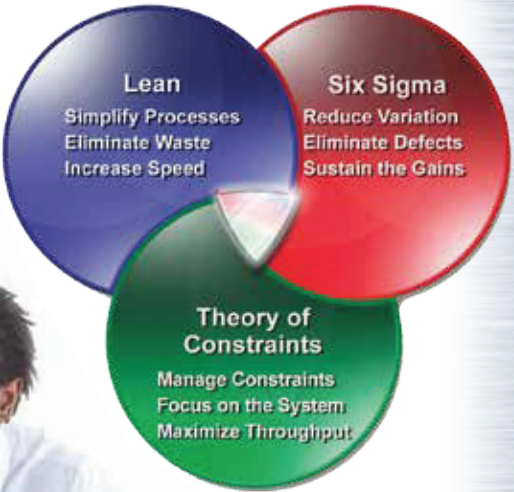 Lean
Simplify Processes
Eliminate Waste
Increase Speed
Six Sigma
Reduce Variation
Eliminate Defects
Sustain the Gains
Theory of
Constraints
Manage Constraints
Focus on the System
Maximize Throughput